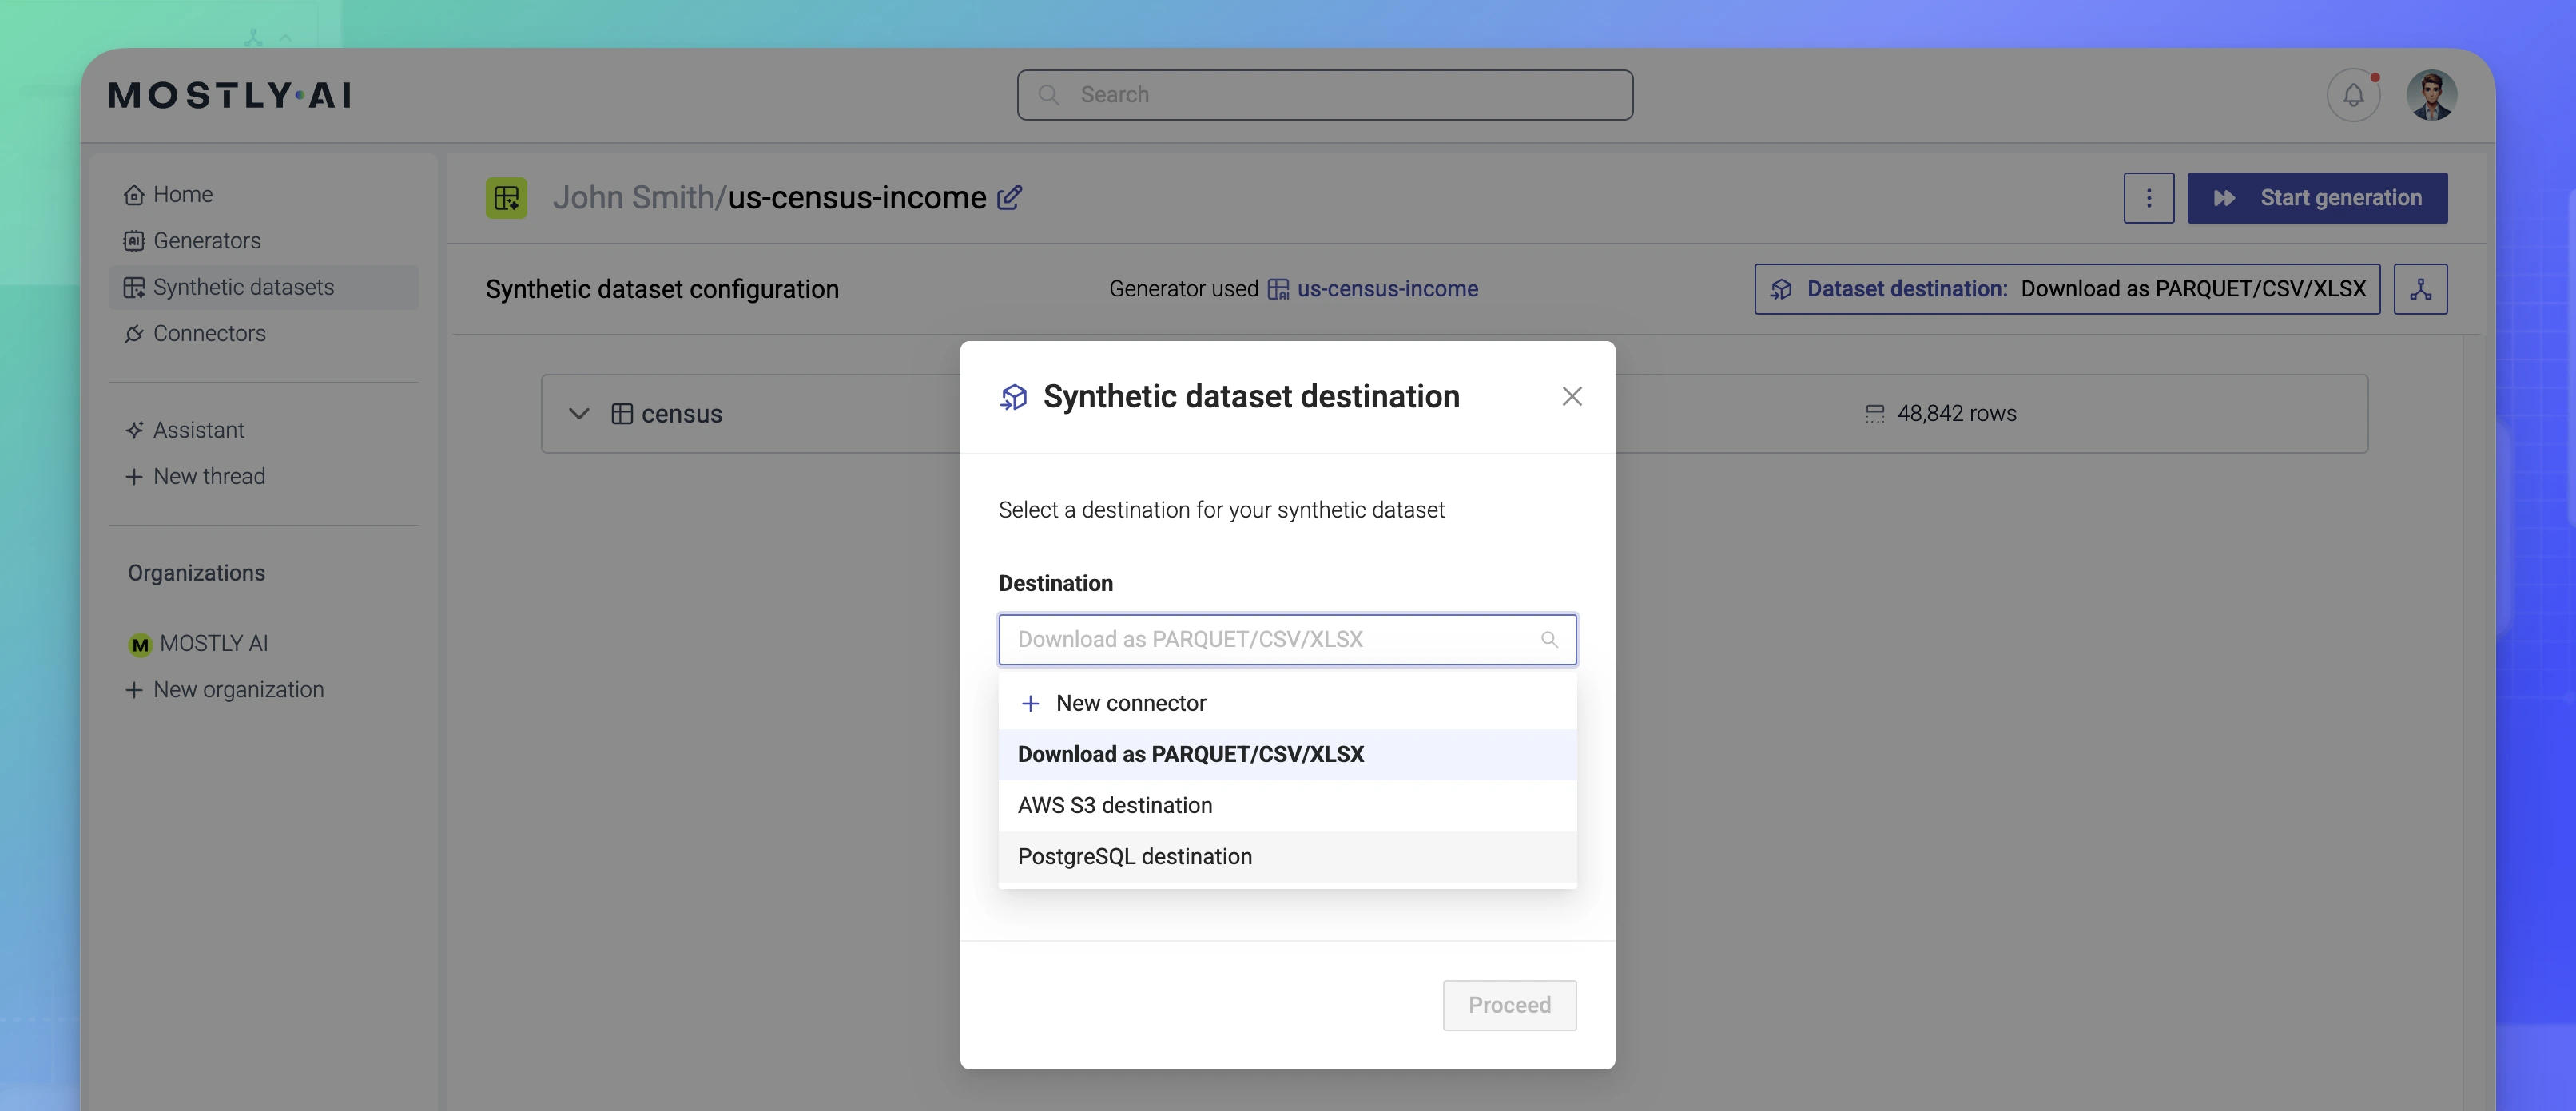 MOSTLY AI
Search
Home
Generators
Synthetic datasets
Connectors
Assistant
New thread
Organizations
M MOSTLY AI
New organization
John Smith/us-census-income
Start generation
Synthetic dataset configuration
Generator used us-census-income
Dataset destination: Download as PARQUET/CSV/XLSX
census
48,842 rows
Synthetic dataset destination
Select a destination for your synthetic dataset
Destination
Download as PARQUET/CSV/XLSX
+ New connector
Download as PARQUET/CSV/XLSX
AWS S3 destination
PostgreSQL destination
Proceed